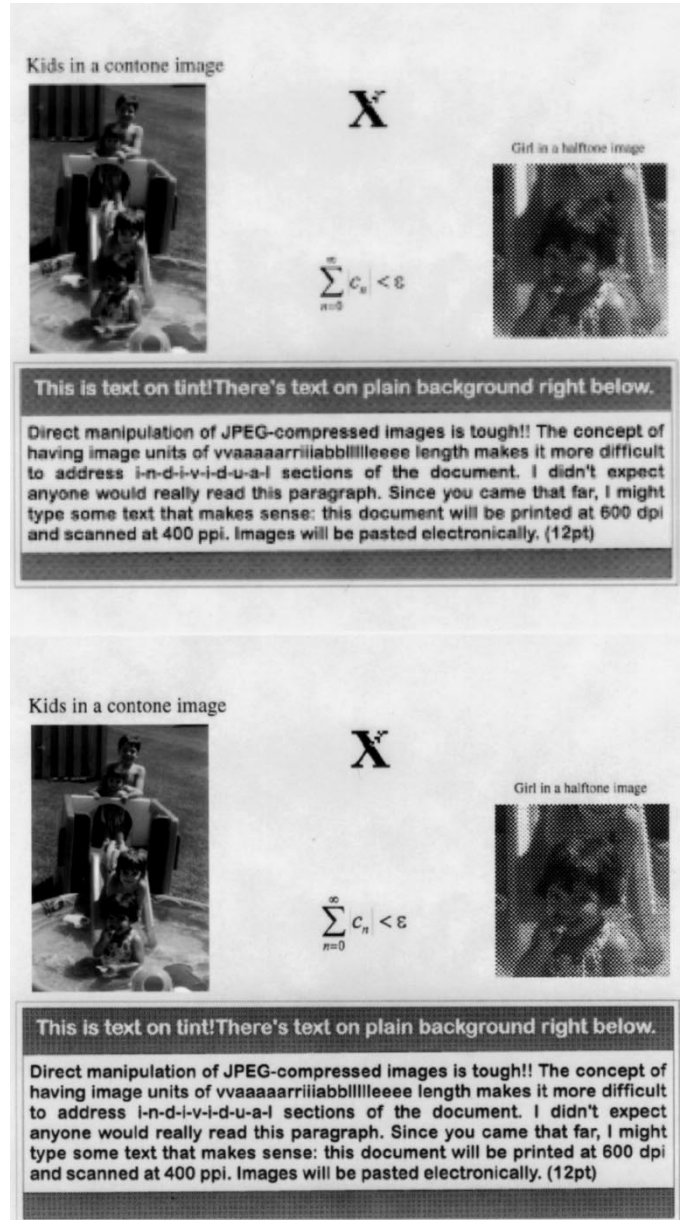 Kids in a contone image
X
Girl in a halftone image
∞
∑ |cₙ| < ε
n=0
This is text on tint!There's text on plain background right below.
Direct manipulation of JPEG-compressed images is tough!! The concept of
having image units of vvaaaaarriiiabbllllleeee length makes it more difficult
to address i-n-d-i-v-i-d-u-a-l sections of the document. I didn't expect
anyone would really read this paragraph. Since you came that far, I might
type some text that makes sense: this document will be printed at 600 dpi
and scanned at 400 ppi. Images will be pasted electronically. (12pt)
Kids in a contone image
X
Girl in a halftone image
∞
∑ |cₙ| < ε
n=0
This is text on tint!There's text on plain background right below.
Direct manipulation of JPEG-compressed images is tough!! The concept of
having image units of vvaaaaarriiiabbllllleeee length makes it more difficult
to address i-n-d-i-v-i-d-u-a-l sections of the document. I didn't expect
anyone would really read this paragraph. Since you came that far, I might
type some text that makes sense: this document will be printed at 600 dpi
and scanned at 400 ppi. Images will be pasted electronically. (12pt)